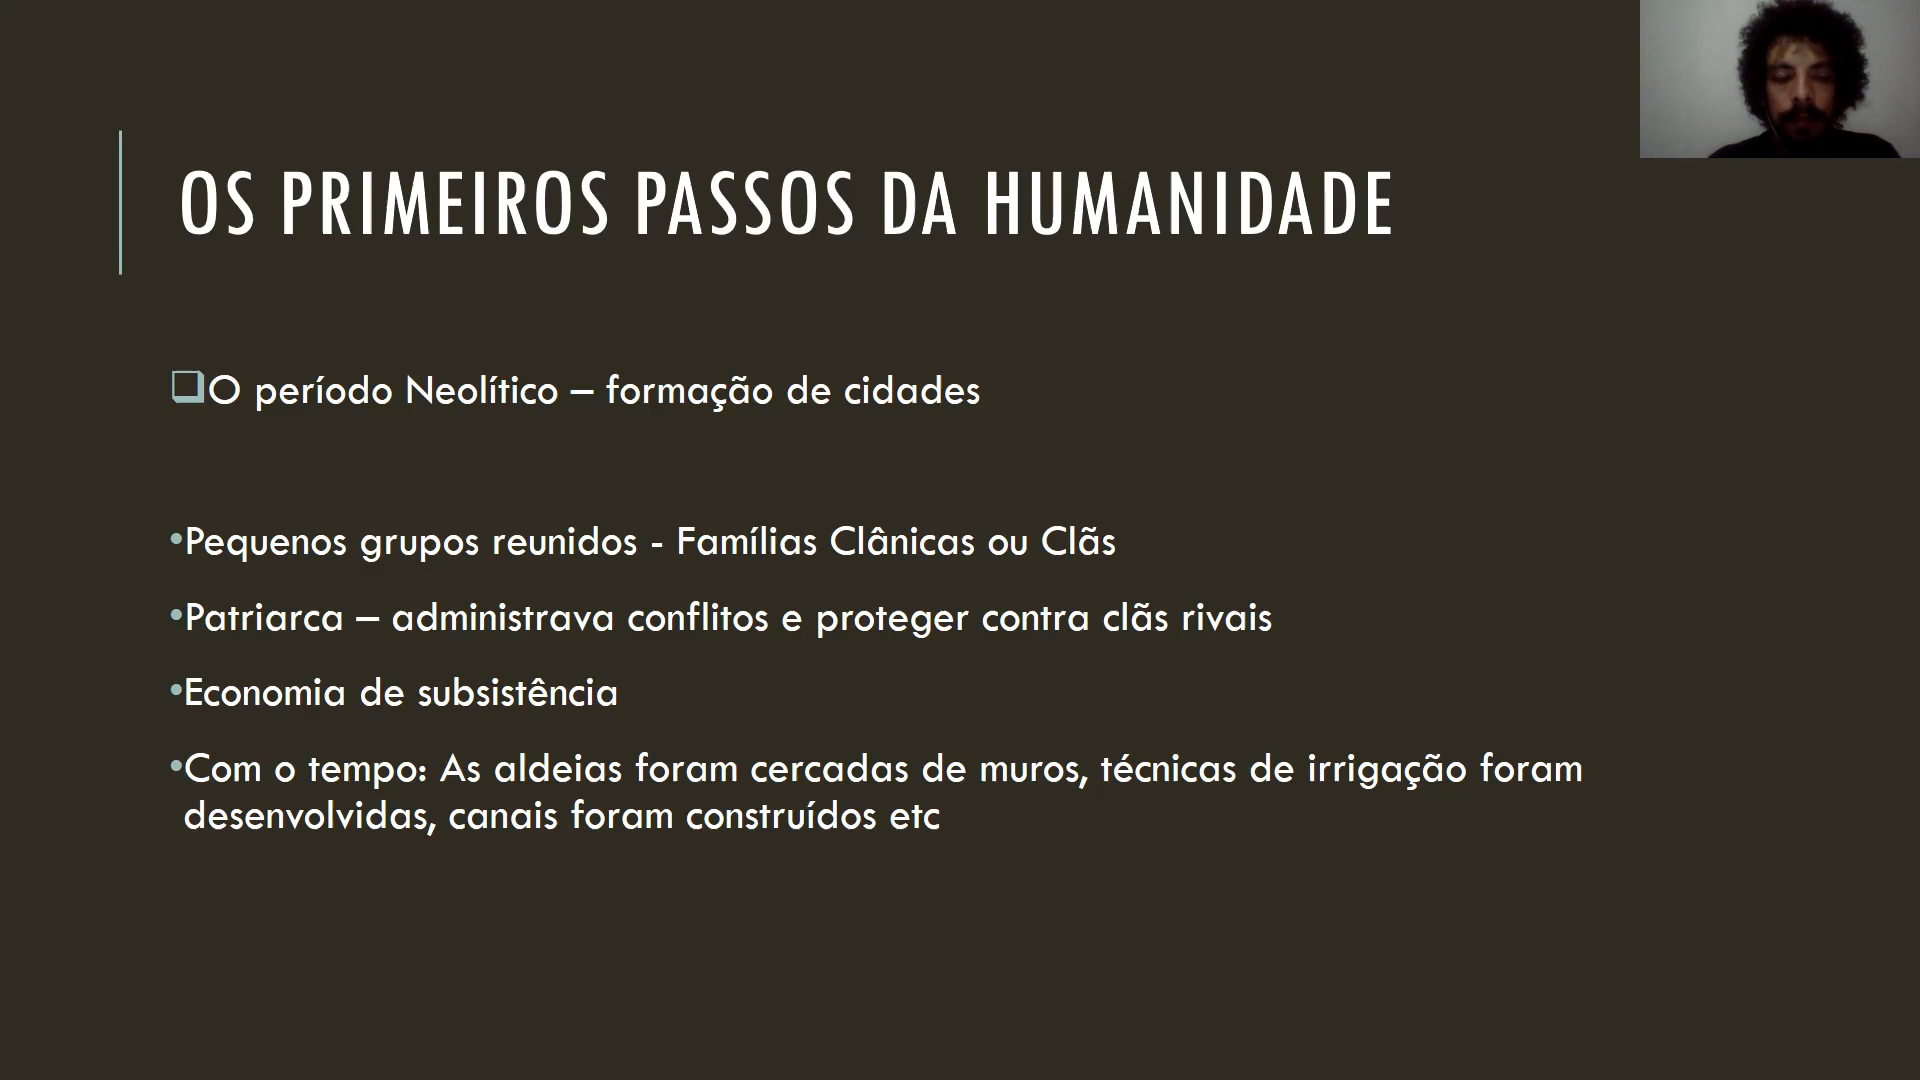 OS PRIMEIROS PASSOS DA HUMANIDADE
O período Neolítico – formação de cidades
•Pequenos grupos reunidos - Famílias Clânicas ou Clãs
•Patriarca – administrava conflitos e proteger contra clãs rivais
•Economia de subsistência
•Com o tempo: As aldeias foram cercadas de muros, técnicas de irrigação foram
desenvolvidas, canais foram construídos etc